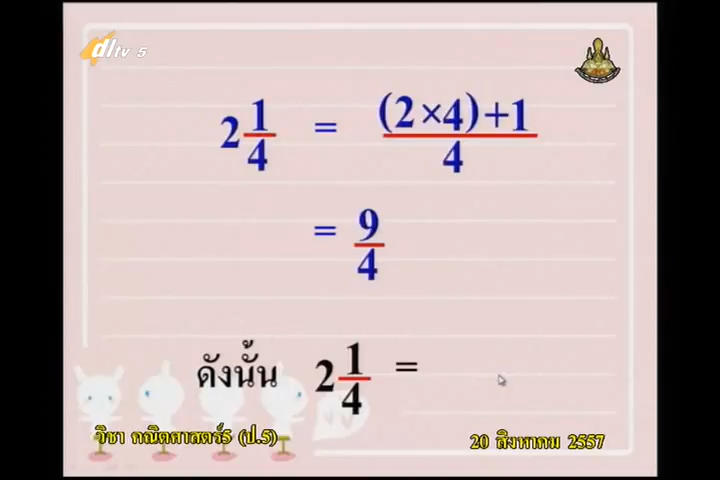 dltv 5
2 1/4 = (2×4)+1/4
= 9/4
ดังนั้น 2 1/4 =
วิชา คณิตศาสตร์5 (ป.5)
20 สิงหาคม 2557